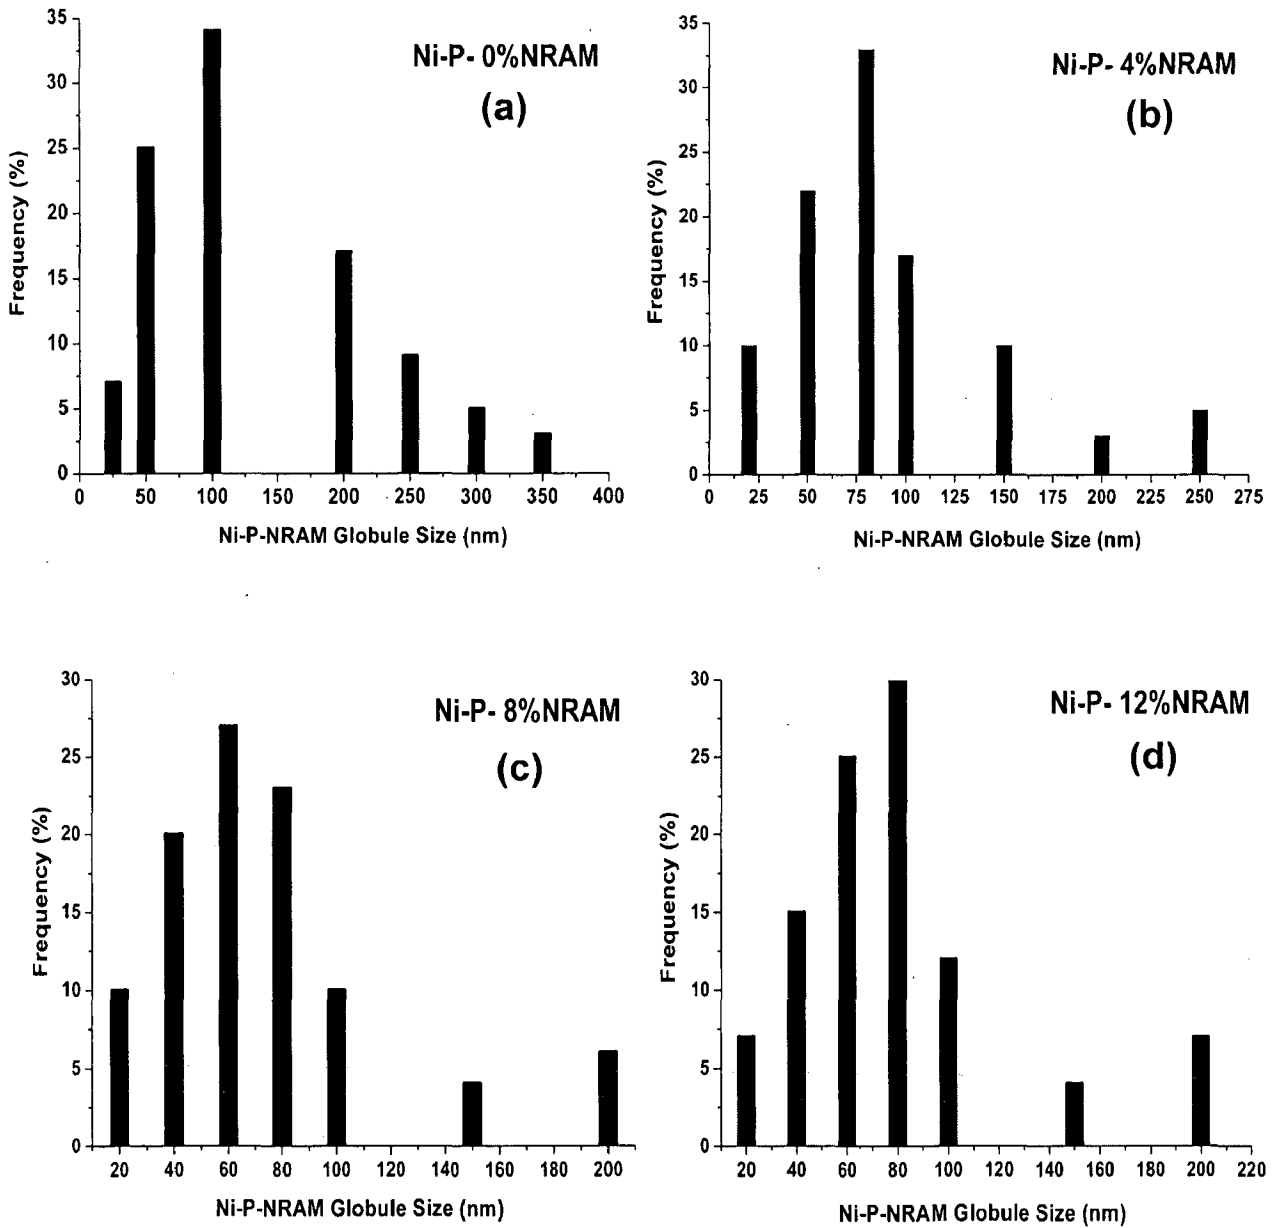 Ni-P- 0%NRAM
(a)
Frequency (%)
35
30
25
20
15
10
5
0
0 50 100 150 200 250 300 350 400
Ni-P-NRAM Globule Size (nm)
Ni-P- 4%NRAM
(b)
Frequency (%)
35
30
25
20
15
10
5
0
0 25 50 75 100 125 150 175 200 225 250 275
Ni-P-NRAM Globule Size (nm)
Ni-P- 8%NRAM
(c)
Frequency (%)
30
25
20
15
10
5
0
20 40 60 80 100 120 140 160 180 200
Ni-P-NRAM Globule Size (nm)
Ni-P- 12%NRAM
(d)
Frequency (%)
30
25
20
15
10
5
0
20 40 60 80 100 120 140 160 180 200 220
Ni-P-NRAM Globule Size (nm)